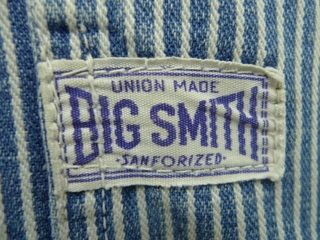 UNION MADE
BIG SMITH
·SANFORIZED·